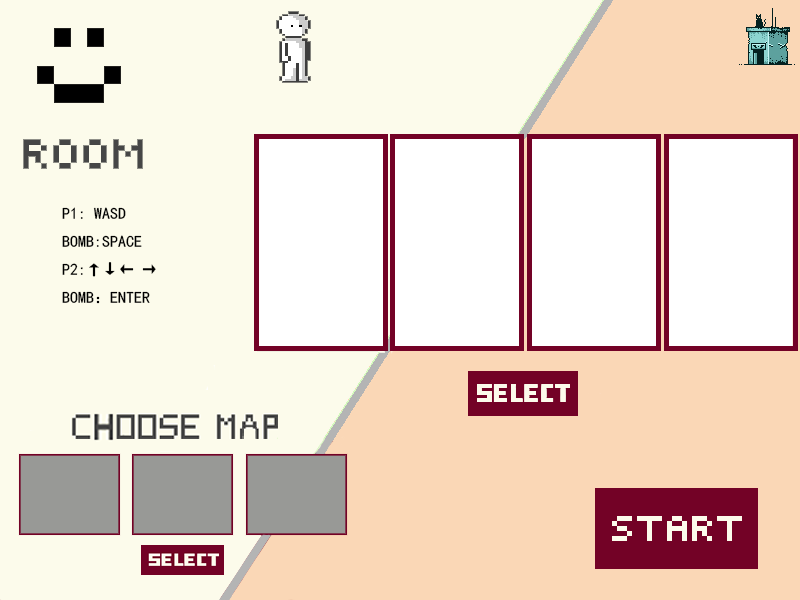 ROOM
P1: WASD
BOMB:SPACE
P2:↑↓← →
BOMB: ENTER
SELECT
CHOOSE MAP
SELECT
START